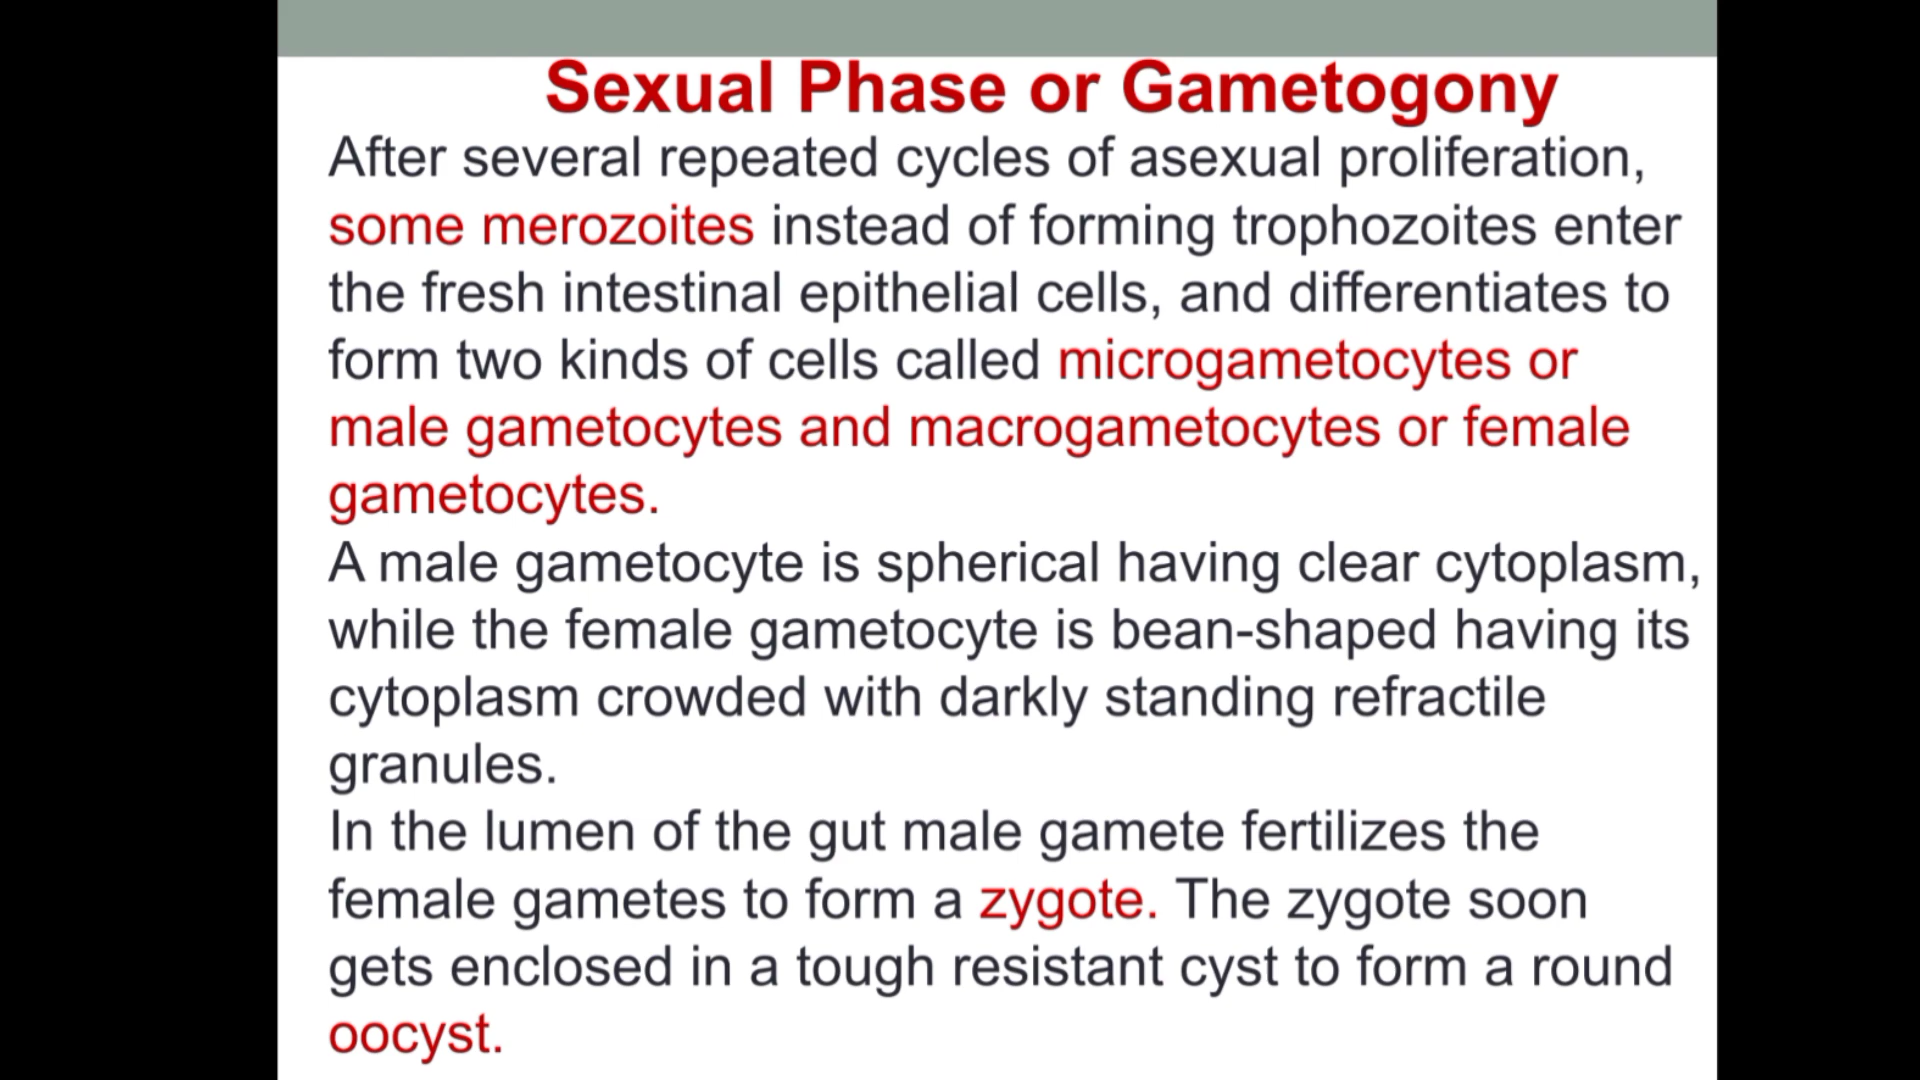 Sexual Phase or Gametogony
After several repeated cycles of asexual proliferation,
some merozoites instead of forming trophozoites enter
the fresh intestinal epithelial cells, and differentiates to
form two kinds of cells called microgametocytes or
male gametocytes and macrogametocytes or female
gametocytes.
A male gametocyte is spherical having clear cytoplasm,
while the female gametocyte is bean-shaped having its
cytoplasm crowded with darkly standing refractile
granules.
In the lumen of the gut male gamete fertilizes the
female gametes to form a zygote. The zygote soon
gets enclosed in a tough resistant cyst to form a round
oocyst.